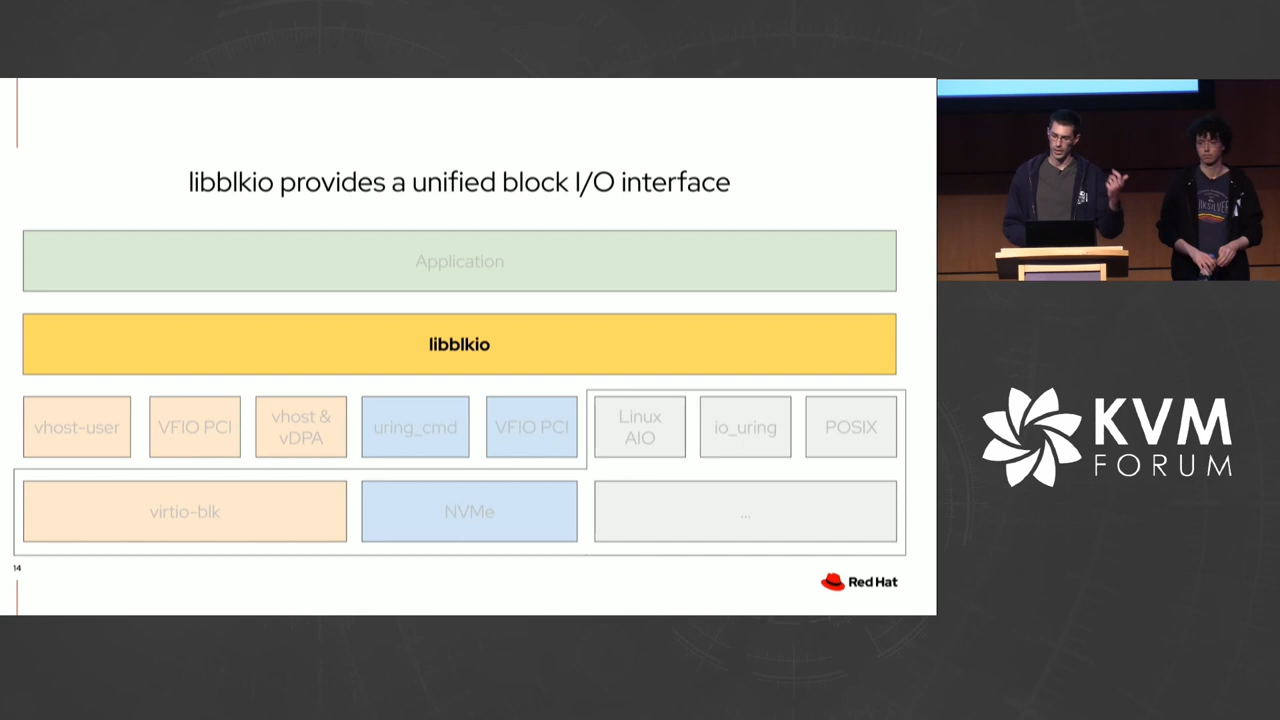 libblkio provides a unified block I/O interface
Application
libblkio
vhost-user
VFIO PCI
vhost &
vDPA
uring_cmd
VFIO PCI
Linux
AIO
io_uring
POSIX
virtio-blk
NVMe
...
14
Red Hat
KVM
FORUM